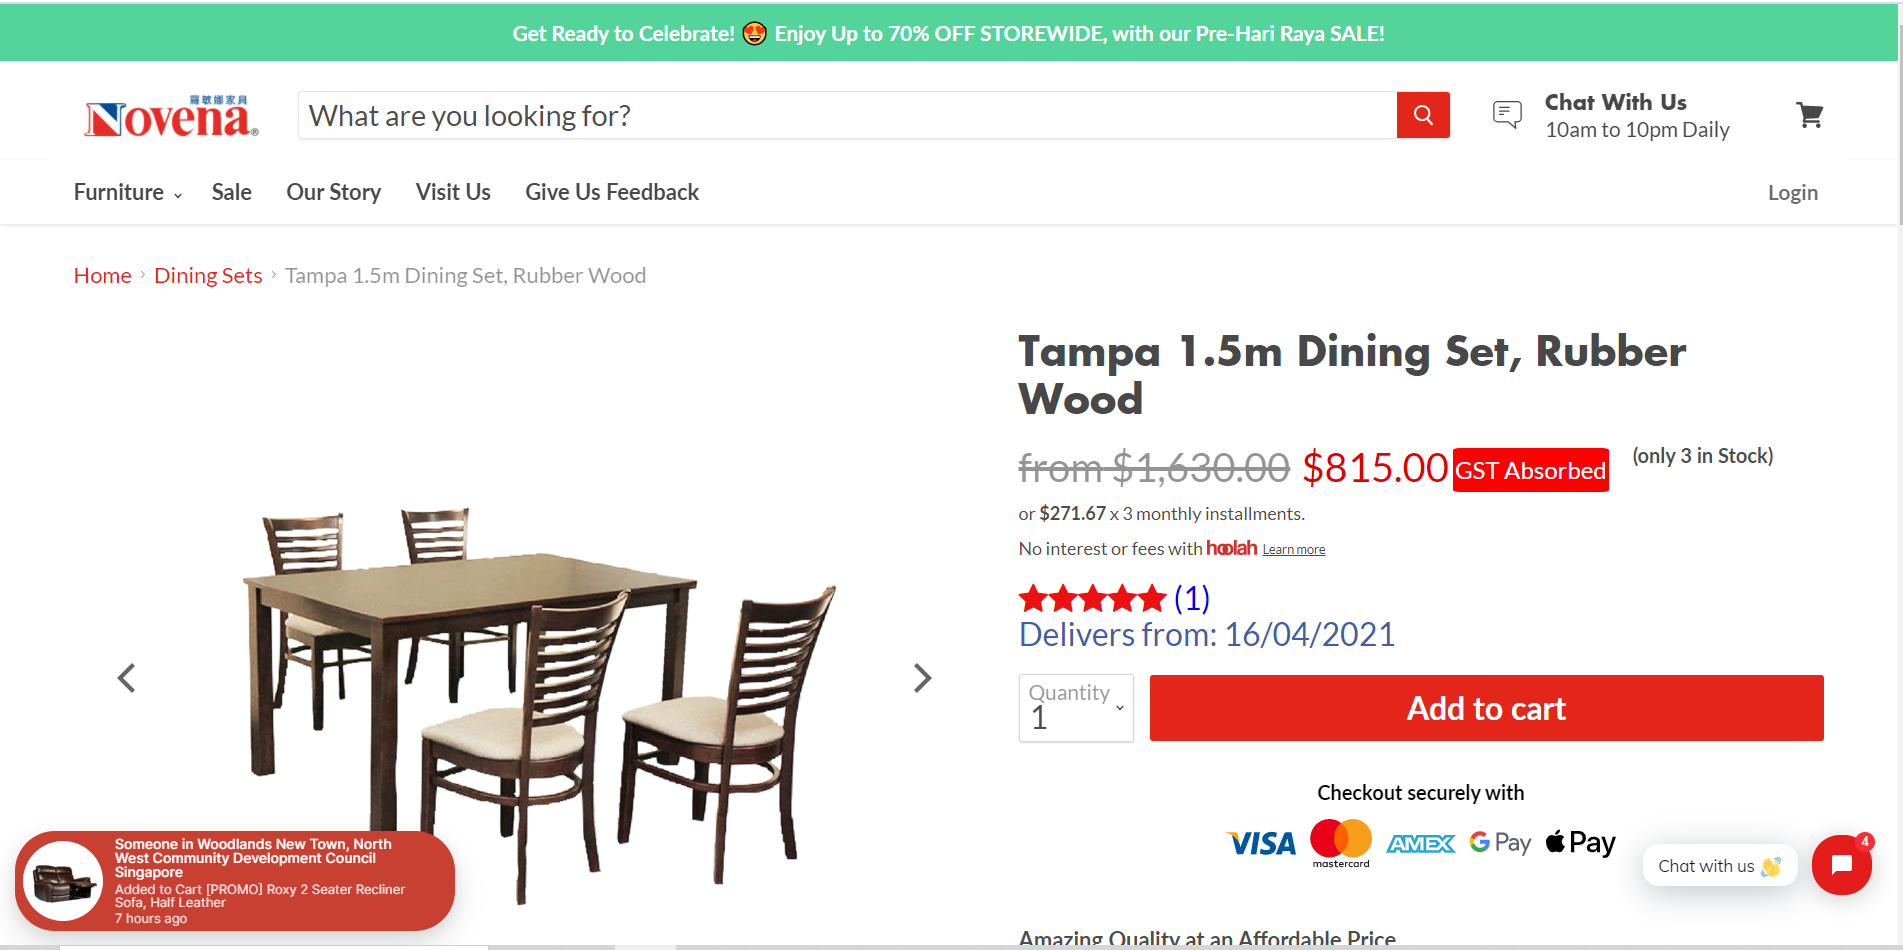 Get Ready to Celebrate! 😍 Enjoy Up to 70% OFF STOREWIDE, with our Pre-Hari Raya SALE!
羅敏娜家具
Novena®
What are you looking for?
Chat With Us
10am to 10pm Daily
Furniture
Sale
Our Story
Visit Us
Give Us Feedback
Login
Home › Dining Sets › Tampa 1.5m Dining Set, Rubber Wood
Tampa 1.5m Dining Set, Rubber
Wood
from $1,630.00 $815.00 GST Absorbed (only 3 in Stock)
or $271.67 x 3 monthly installments.
No interest or fees with hoolah Learn more
(1)
Delivers from: 16/04/2021
Quantity
1
Add to cart
Checkout securely with
VISA mastercard AMEX G Pay Pay
Someone in Woodlands New Town, North
West Community Development Council
Singapore
Added to Cart [PROMO] Roxy 2 Seater Recliner
Sofa, Half Leather
7 hours ago
Chat with us 👋
4
Amazing Quality at an Affordable Price